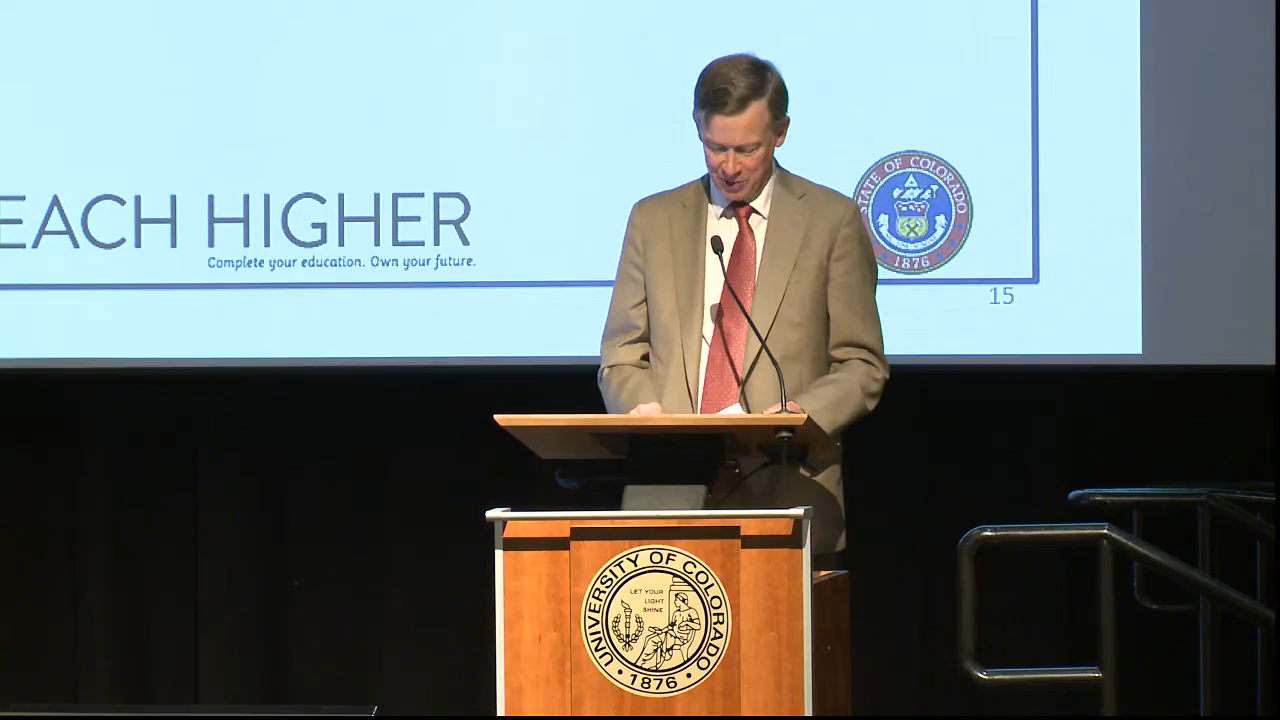 EACH HIGHER
Complete your education. Own your future.
STATE OF COLORADO
1876
15
UNIVERSITY OF COLORADO
LET YOUR
LIGHT
SHINE
1876